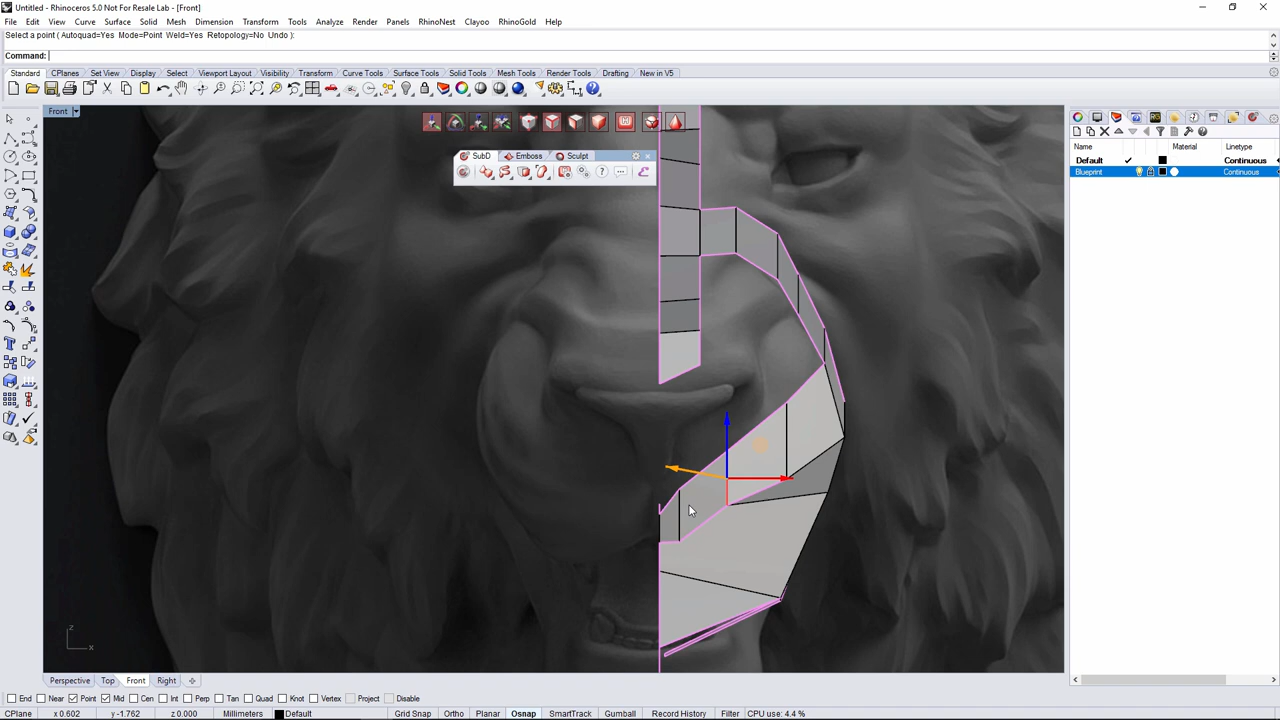 Untitled - Rhinoceros 5.0 Not For Resale Lab - [Front]
File Edit View Curve Surface Solid Mesh Dimension Transform Tools Analyze Render Panels RhinoNest Clayoo RhinoGold Help
Select a point ( Autoquad=Yes Mode=Point Weld=Yes Retopology=No Undo ):
Command:
Standard CPlanes Set View Display Select Viewport Layout Visibility Transform Curve Tools Surface Tools Solid Tools Mesh Tools Render Tools Drafting New in V5
Front
SubD Emboss Sculpt
Name Material Linetype
Default Continuous
Blueprint Continuous
z
x
Perspective Top Front Right
End Near Point Mid Cen Int Perp Tan Quad Knot Vertex Project Disable
CPlane x 0.602 y -1.762 z 0.000 Millimeters Default Grid Snap Ortho Planar Osnap SmartTrack Gumball Record History Filter CPU use: 4.4 %